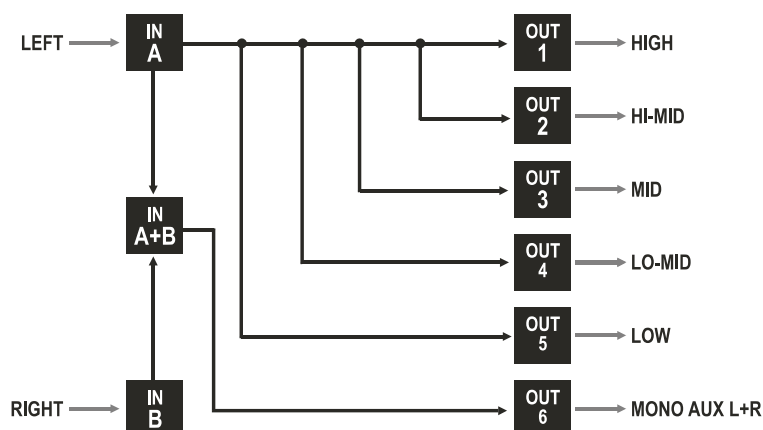 LEFT
IN
A
OUT
1
HIGH
OUT
2
HI-MID
OUT
3
MID
IN
A+B
OUT
4
LO-MID
OUT
5
LOW
RIGHT
IN
B
OUT
6
MONO AUX L+R